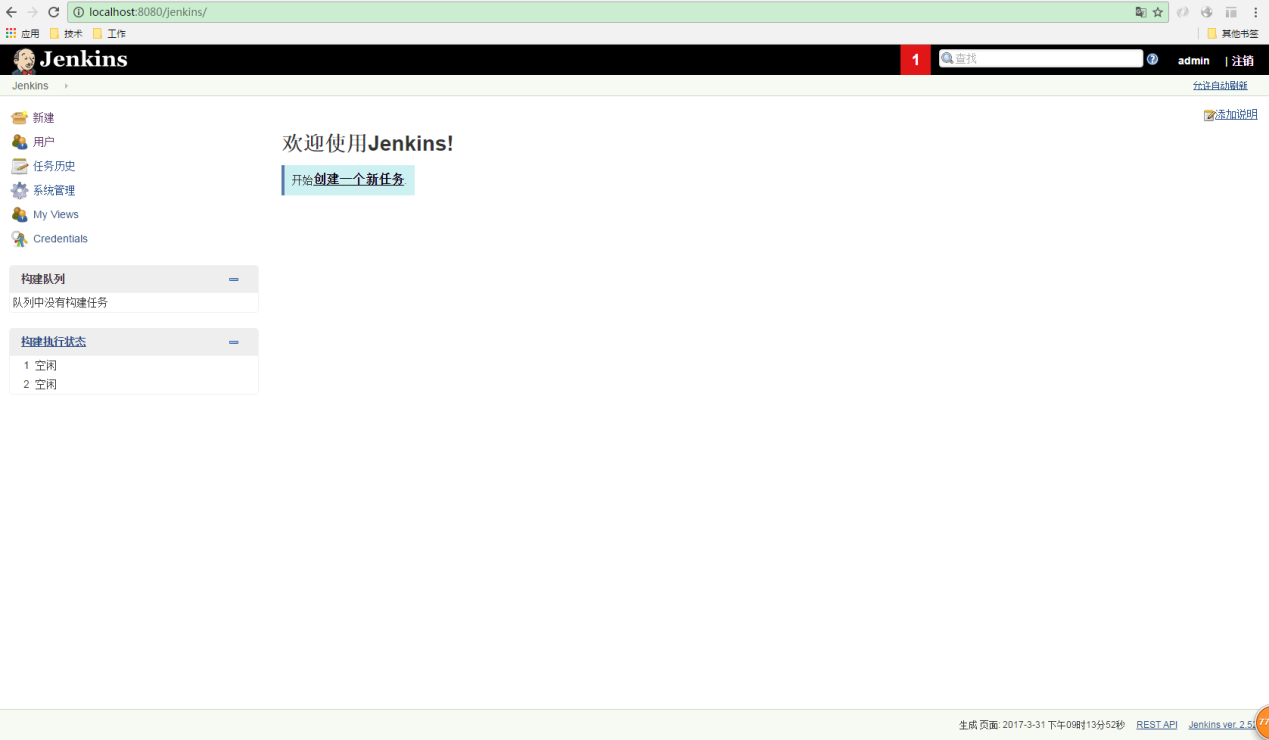 localhost:8080/jenkins/
应用 技术 工作 其他书签
Jenkins 1 查找 admin | 注销
Jenkins 允许自动刷新
添加说明
新建
用户
任务历史
系统管理
My Views
Credentials
欢迎使用Jenkins!
开始创建一个新任务.
构建队列
队列中没有构建任务
构建执行状态
1 空闲
2 空闲
生成 页面: 2017-3-31 下午09时13分52秒 REST API Jenkins ver. 2.52
77